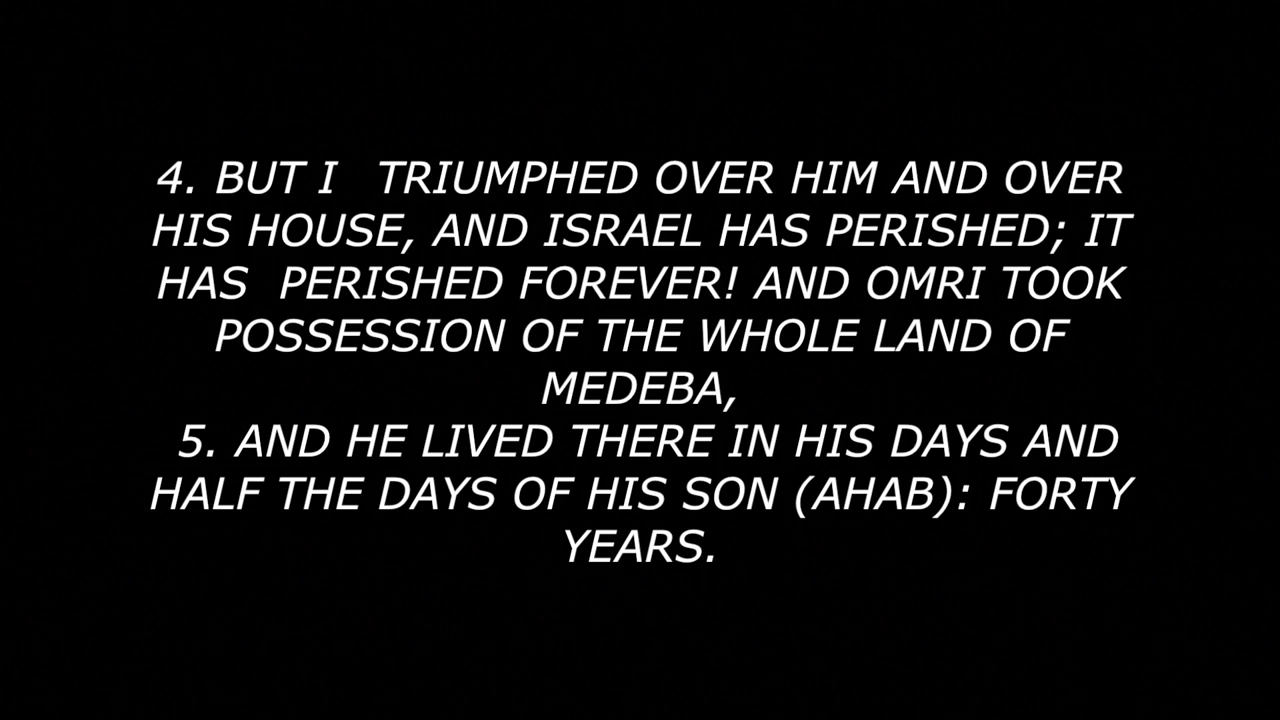 4. BUT I   TRIUMPHED OVER HIM AND OVER
HIS HOUSE, AND ISRAEL HAS PERISHED; IT
HAS  PERISHED FOREVER! AND OMRI TOOK
POSSESSION OF THE WHOLE LAND OF
MEDEBA,
5. AND HE LIVED THERE IN HIS DAYS AND
HALF THE DAYS OF HIS SON (AHAB): FORTY
YEARS.